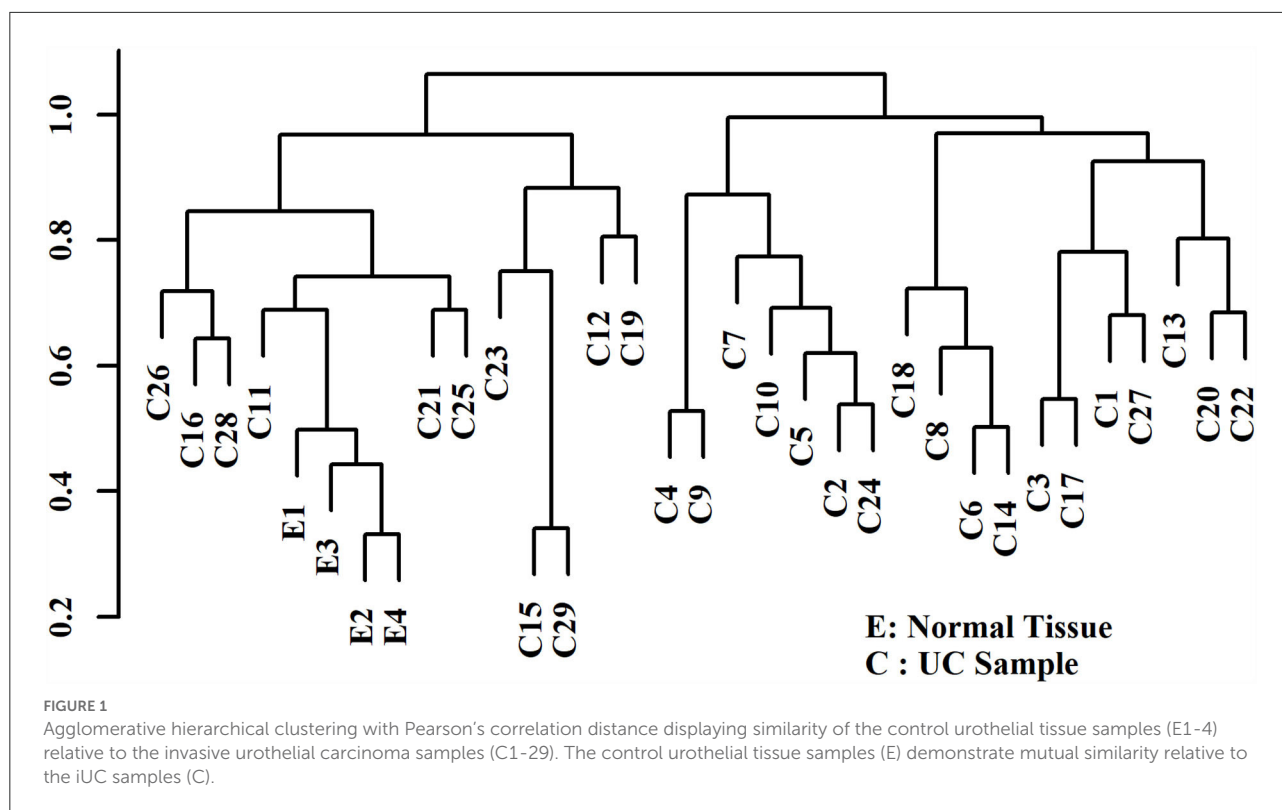 1.0
0.8
0.6
0.4
0.2
C26
C16
C28
C11
E1
E3
E2
E4
C21
C25
C23
C15
C29
C12
C19
C4
C9
C7
C10
C5
C2
C24
C18
C8
C6
C14
C3
C17
C1
C27
C13
C20
C22
E: Normal Tissue
C : UC Sample
FIGURE 1
Agglomerative hierarchical clustering with Pearson's correlation distance displaying similarity of the control urothelial tissue samples (E1-4)
relative to the invasive urothelial carcinoma samples (C1-29). The control urothelial tissue samples (E) demonstrate mutual similarity relative to
the iUC samples (C).